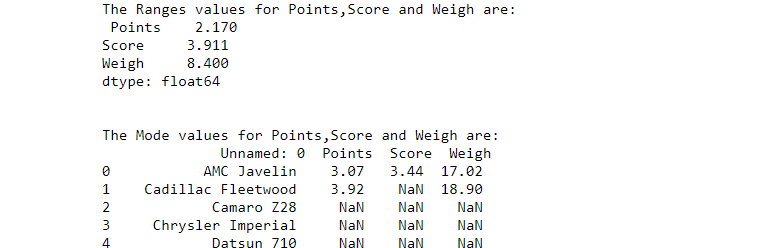 The Ranges values for Points,Score and Weigh are:
Points 2.170
Score 3.911
Weigh 8.400
dtype: float64
The Mode values for Points,Score and Weigh are:
Unnamed: 0 Points Score Weigh
0 AMC Javelin 3.07 3.44 17.02
1 Cadillac Fleetwood 3.92 NaN 18.90
2 Camaro Z28 NaN NaN NaN
3 Chrysler Imperial NaN NaN NaN
4 Datsun 710 NaN NaN NaN